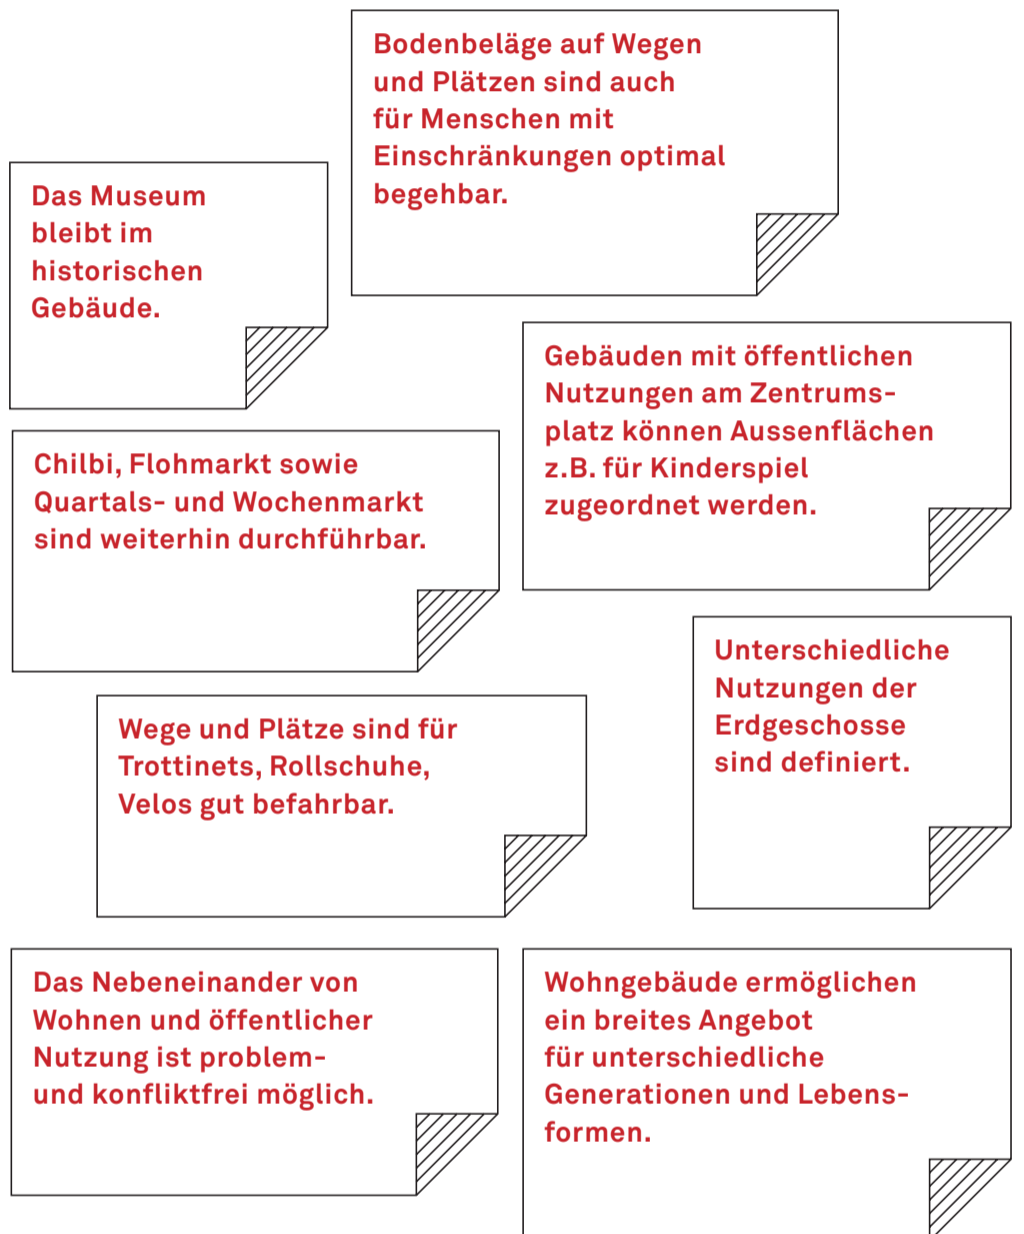 Bodenbeläge auf Wegen
und Plätzen sind auch
für Menschen mit
Einschränkungen optimal
begehbar.
Das Museum
bleibt im
historischen
Gebäude.
Gebäuden mit öffentlichen
Nutzungen am Zentrums-
platz können Aussenflächen
z.B. für Kinderspiel
zugeordnet werden.
Chilbi, Flohmarkt sowie
Quartals- und Wochenmarkt
sind weiterhin durchführbar.
Unterschiedliche
Nutzungen der
Erdgeschosse
sind definiert.
Wege und Plätze sind für
Trottinets, Rollschuhe,
Velos gut befahrbar.
Das Nebeneinander von
Wohnen und öffentlicher
Nutzung ist problem-
und konfliktfrei möglich.
Wohngebäude ermöglichen
ein breites Angebot
für unterschiedliche
Generationen und Lebens-
formen.